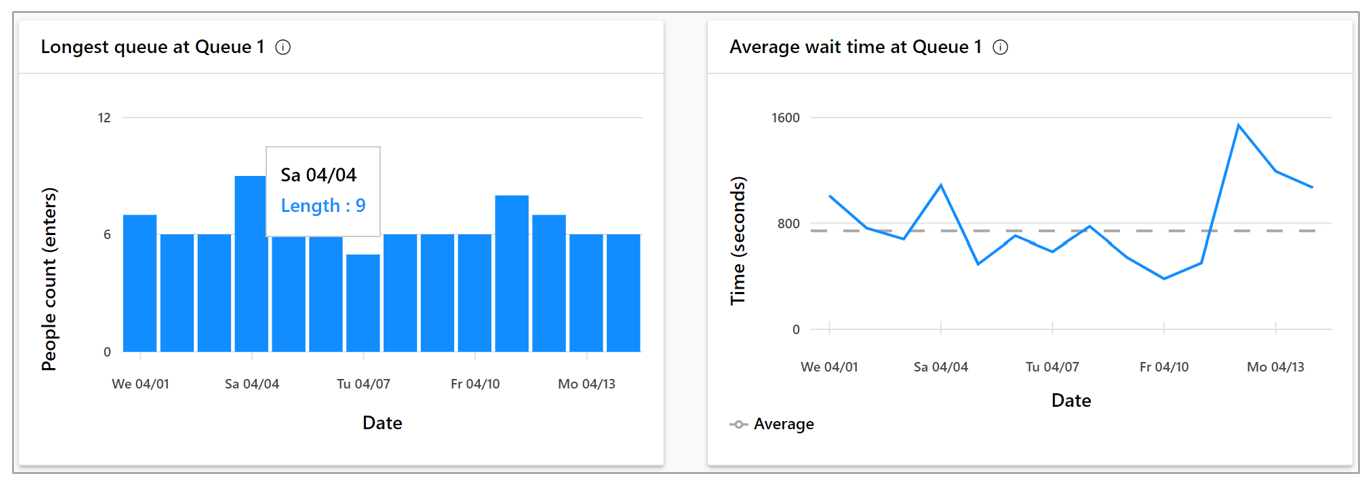 Longest queue at Queue 1
12
6
0
People count (enters)
Sa 04/04
Length : 9
We 04/01 Sa 04/04 Tu 04/07 Fr 04/10 Mo 04/13
Date
Average wait time at Queue 1
1600
800
0
Time (seconds)
We 04/01 Sa 04/04 Tu 04/07 Fr 04/10 Mo 04/13
Date
Average